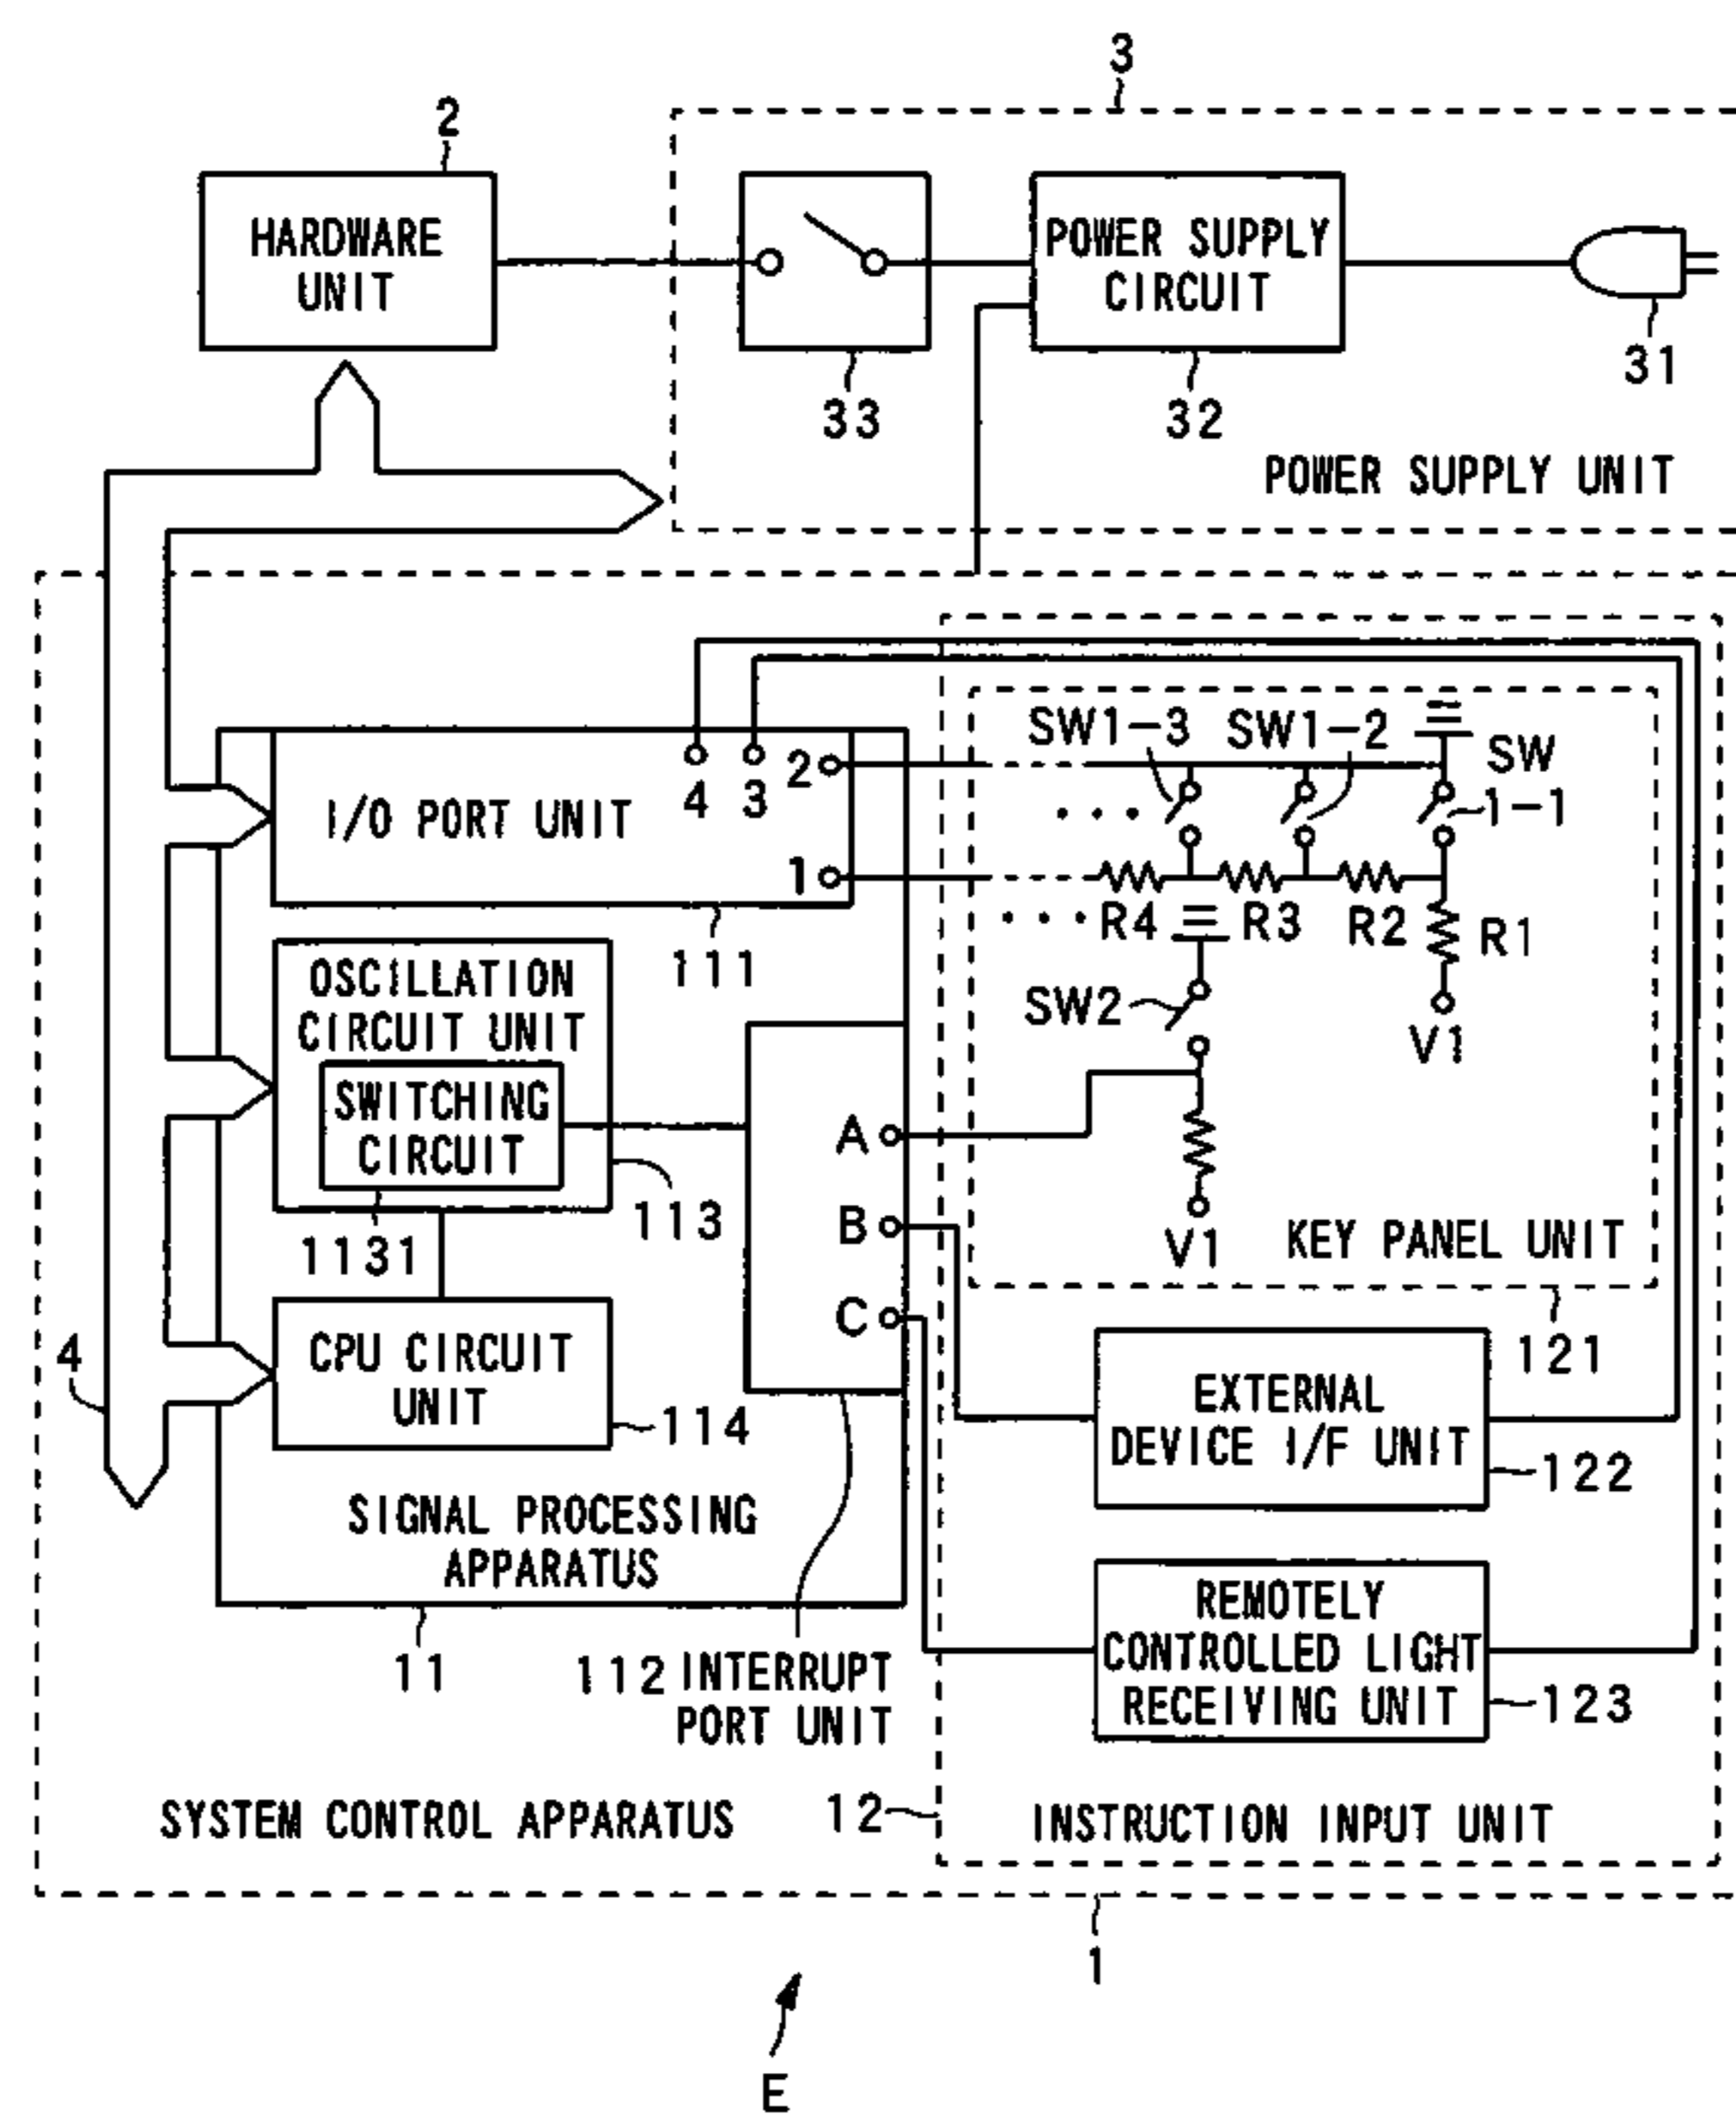 3
2
HARDWARE
UNIT
POWER SUPPLY
CIRCUIT
31
33
32
POWER SUPPLY UNIT
SW1-3
SW1-2
SW
1-1
4
3
2
I/O PORT UNIT
1
R4
R3
R2
R1
111
OSCILLATION
CIRCUIT UNIT
SW2
V1
SWITCHING
CIRCUIT
A
113
B
1131
V1
KEY PANEL UNIT
C
121
4
CPU CIRCUIT
UNIT
114
EXTERNAL
DEVICE I/F UNIT
122
SIGNAL PROCESSING
APPARATUS
11
112 INTERRUPT
PORT UNIT
REMOTELY
CONTROLLED LIGHT
RECEIVING UNIT
123
SYSTEM CONTROL APPARATUS
12
INSTRUCTION INPUT UNIT
1
E